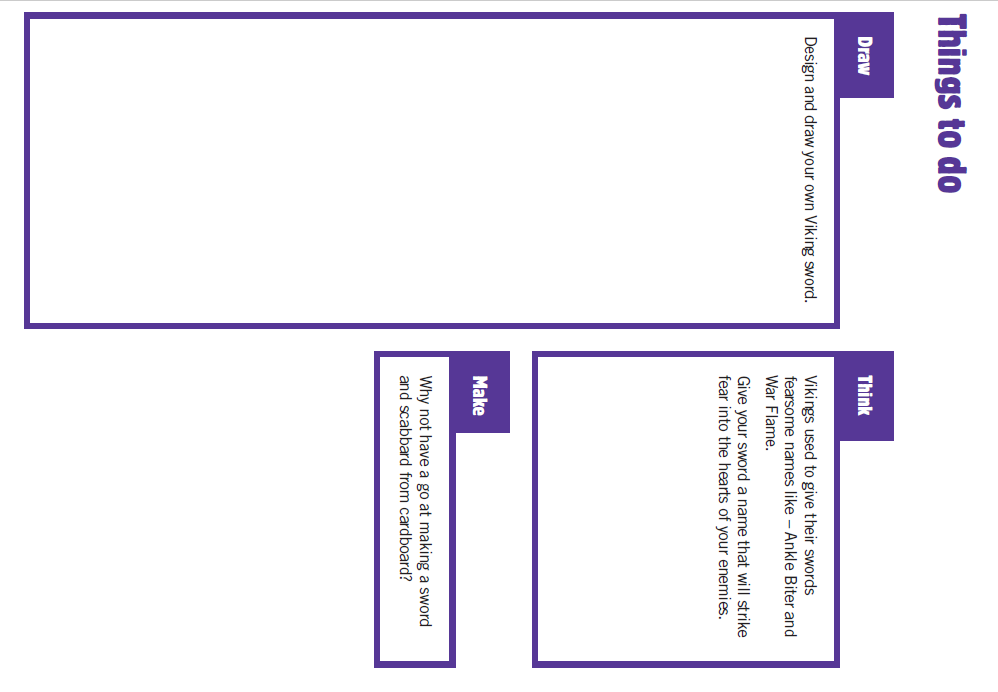 Things to do
Draw
Design and draw your own Viking sword.
Think
Vikings used to give their swords
fearsome names like – Ankle Biter and
War Flame.
Give your sword a name that will strike
fear into the hearts of your enemies.
Make
Why not have a go at making a sword
and scabbard from cardboard?